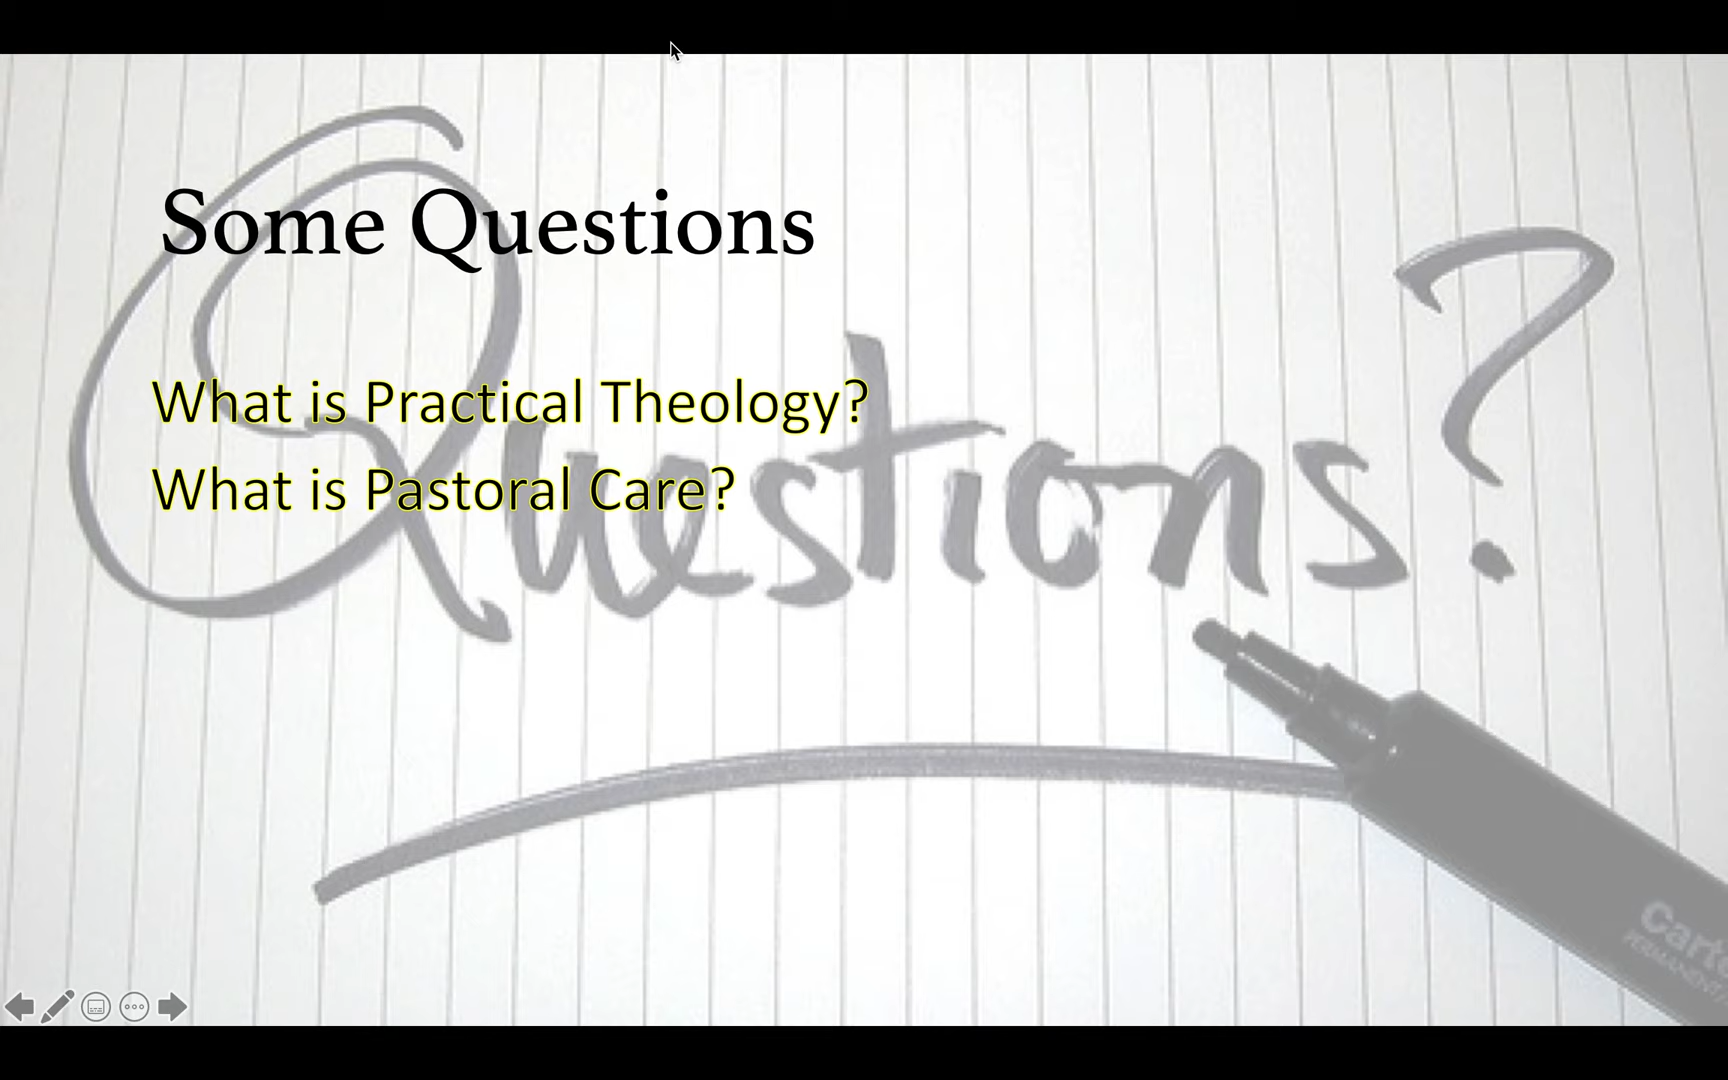 Some Questions
What is Practical Theology?
What is Pastoral Care?
Questions?